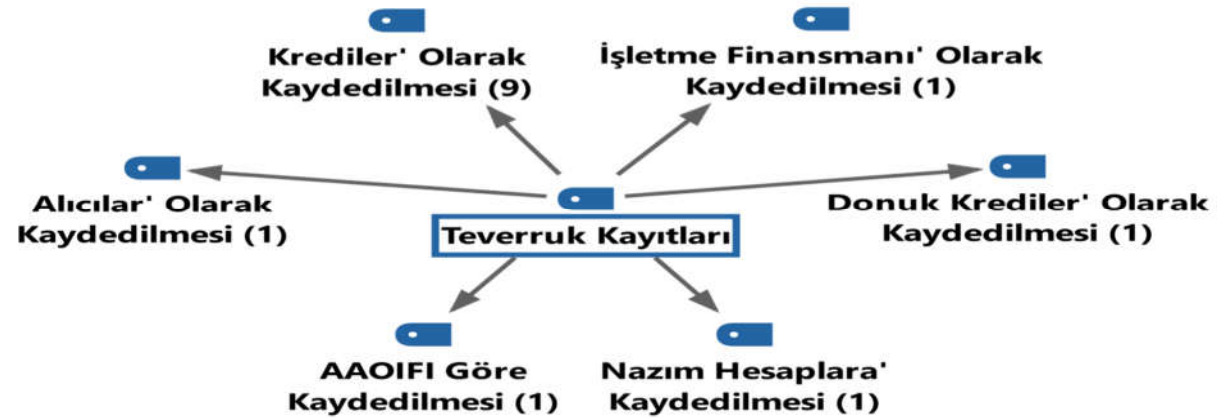 Krediler' Olarak
Kaydedilmesi (9)
İşletme Finansmanı' Olarak
Kaydedilmesi (1)
Alıcılar' Olarak
Kaydedilmesi (1)
Donuk Krediler' Olarak
Kaydedilmesi (1)
Teverruk Kayıtları
AAOIFI Göre
Kaydedilmesi (1)
Nazım Hesaplara'
Kaydedilmesi (1)